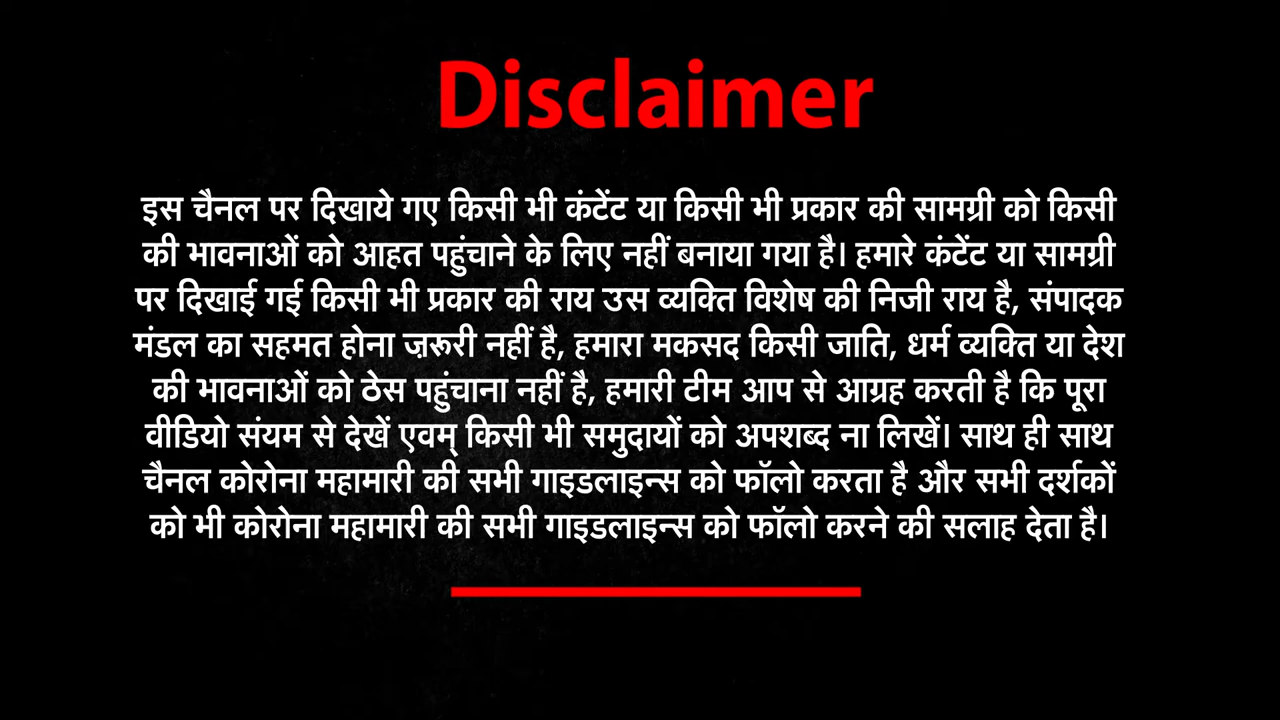 Disclaimer
इस चैनल पर दिखाये गए किसी भी कंटेंट या किसी भी प्रकार की सामग्री को किसी
की भावनाओं को आहत पहुंचाने के लिए नहीं बनाया गया है। हमारे कंटेंट या सामग्री
पर दिखाई गई किसी भी प्रकार की राय उस व्यक्ति विशेष की निजी राय है, संपादक
मंडल का सहमत होना ज़रूरी नहीं है, हमारा मकसद किसी जाति, धर्म व्यक्ति या देश
की भावनाओं को ठेस पहुंचाना नहीं है, हमारी टीम आप से आग्रह करती है कि पूरा
वीडियो संयम से देखें एवम् किसी भी समुदायों को अपशब्द ना लिखें। साथ ही साथ
चैनल कोरोना महामारी की सभी गाइडलाइन्स को फॉलो करता है और सभी दर्शकों
को भी कोरोना महामारी की सभी गाइडलाइन्स को फॉलो करने की सलाह देता है।